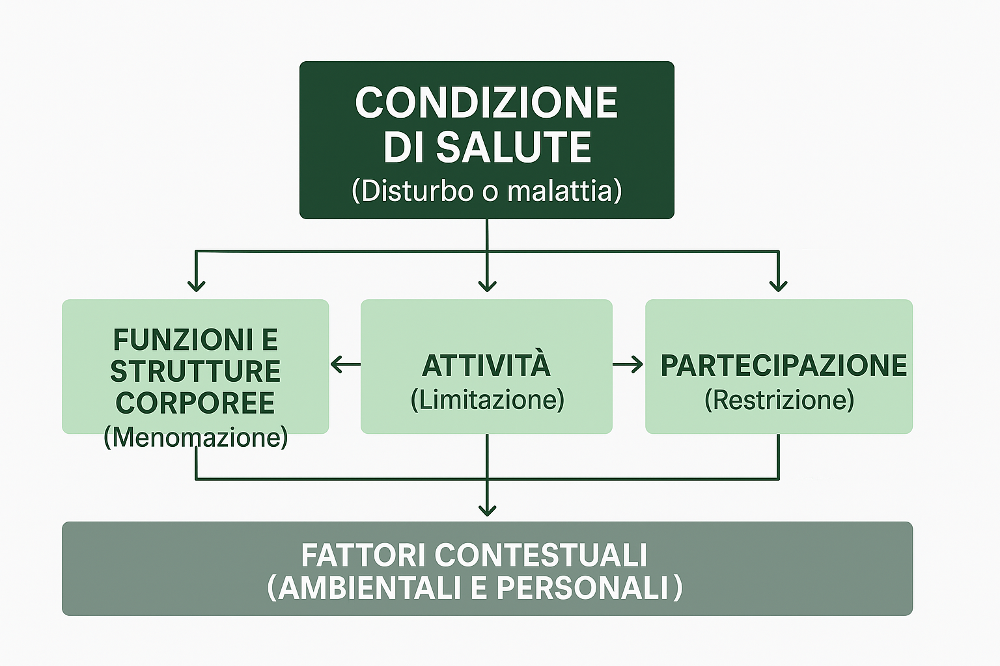 CONDIZIONE
DI SALUTE
(Disturbo o malattia)
FUNZIONI E
STRUTTURE
CORPOREE
(Menomazione)
ATTIVITÀ
(Limitazione)
PARTECIPAZIONE
(Restrizione)
FATTORI CONTESTUALI
(AMBIENTALI E PERSONALI)